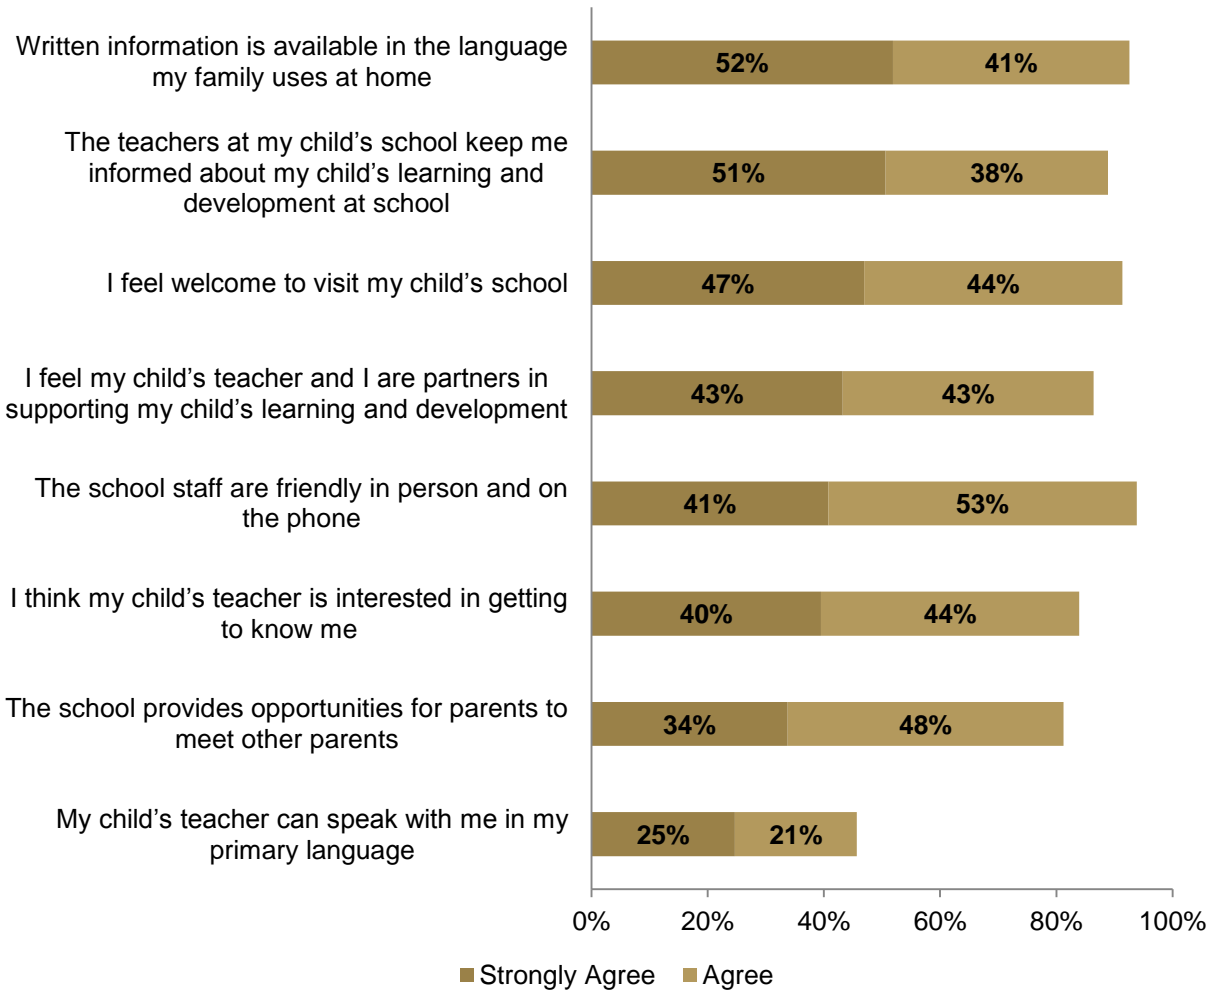 Written information is available in the language
my family uses at home
52% 41%
The teachers at my child’s school keep me
informed about my child’s learning and
development at school
51% 38%
I feel welcome to visit my child’s school
47% 44%
I feel my child’s teacher and I are partners in
supporting my child’s learning and development
43% 43%
The school staff are friendly in person and on
the phone
41% 53%
I think my child’s teacher is interested in getting
to know me
40% 44%
The school provides opportunities for parents to
meet other parents
34% 48%
My child’s teacher can speak with me in my
primary language
25% 21%
0% 20% 40% 60% 80% 100%
Strongly Agree Agree